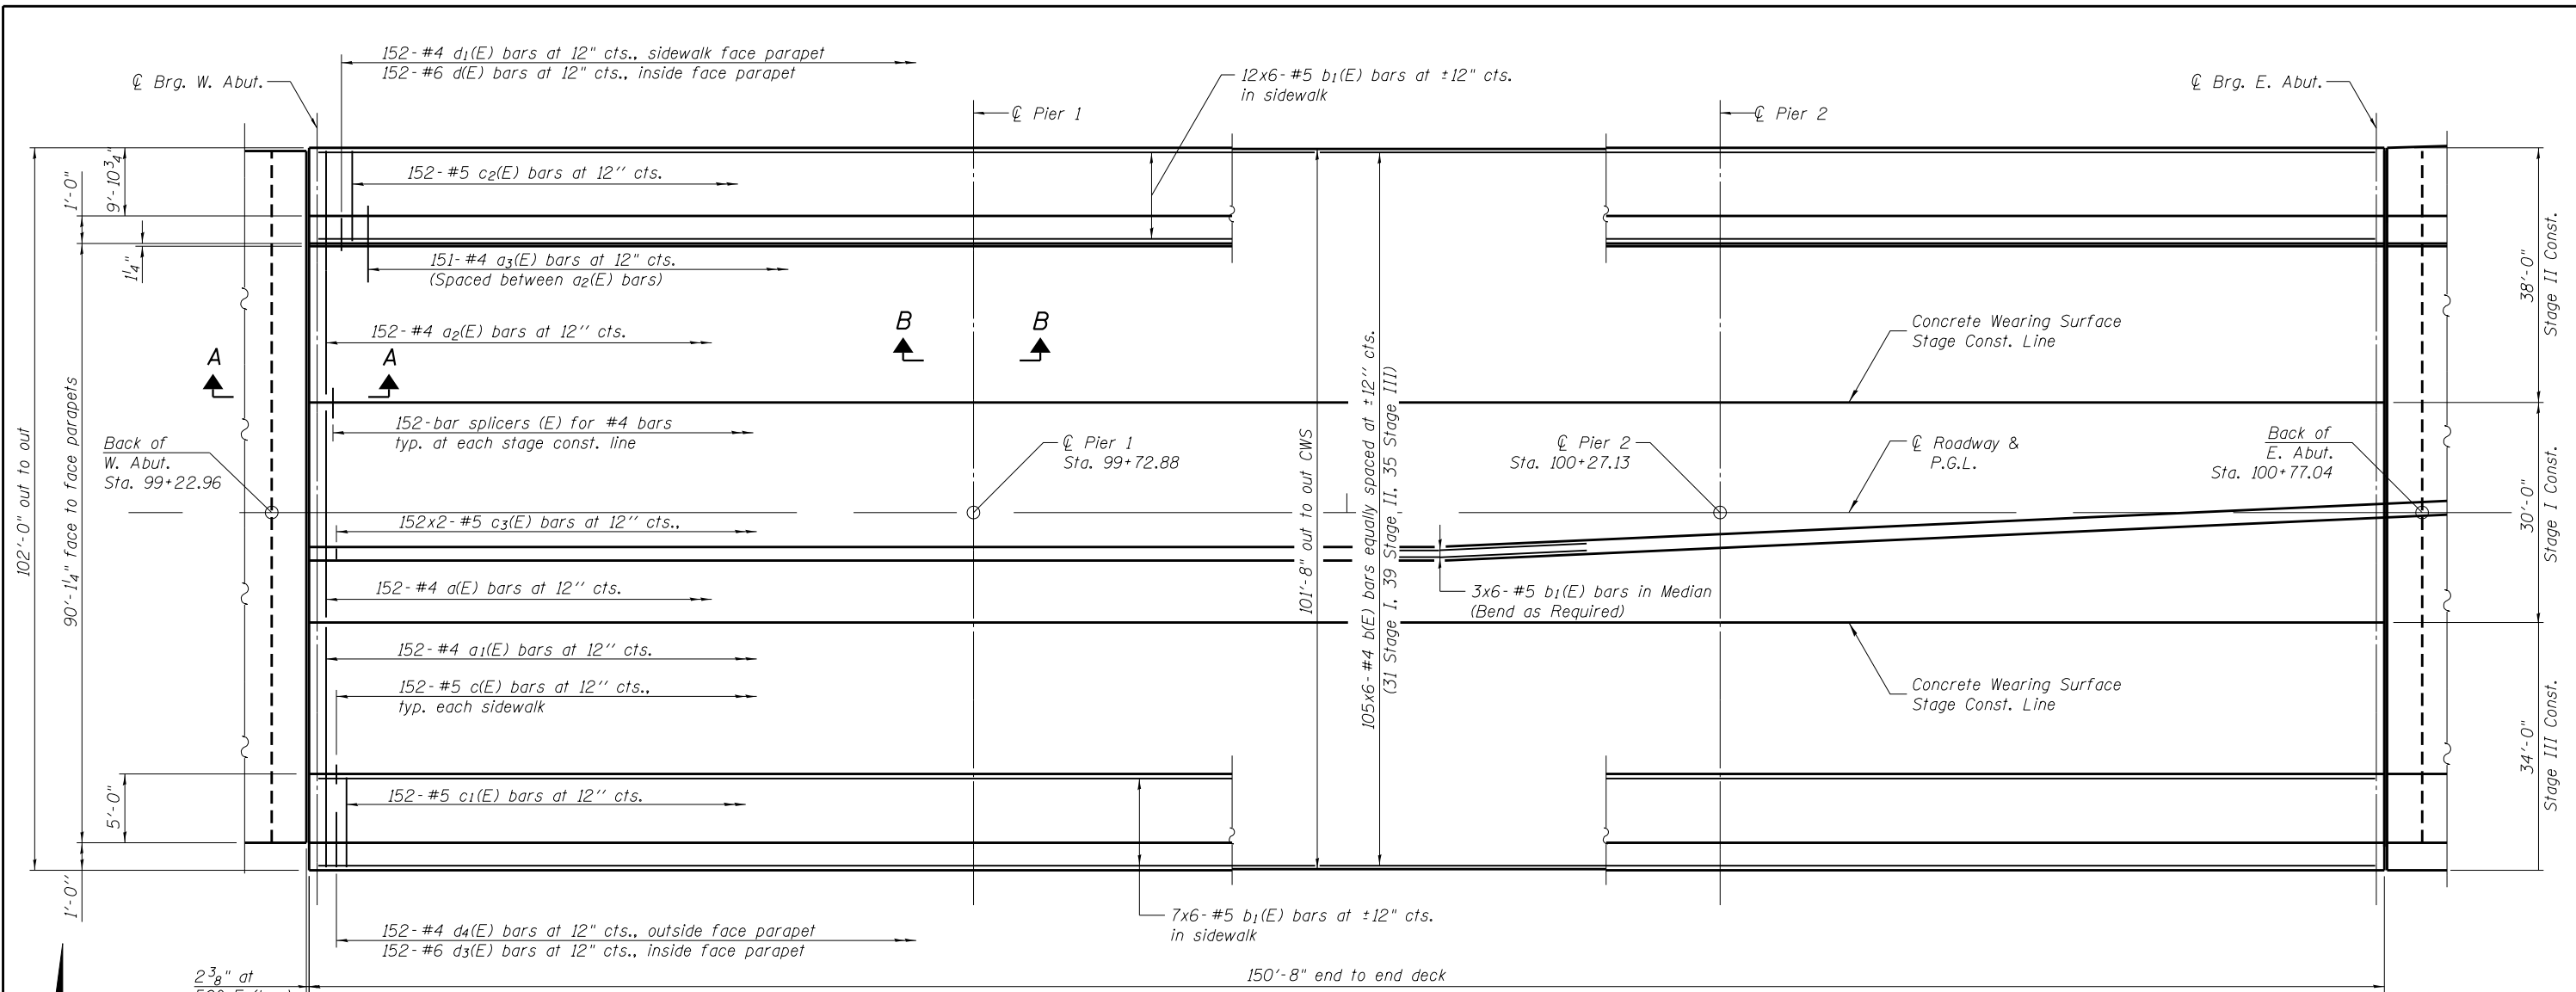 152-#4 d1(E) bars at 12" cts., sidewalk face parapet
152-#6 d(E) bars at 12" cts., inside face parapet
℄ Brg. W. Abut.
12x6-#5 b1(E) bars at ±12" cts.
in sidewalk
℄ Brg. E. Abut.
℄ Pier 1
℄ Pier 2
152-#5 c2(E) bars at 12'' cts.
1'-0"
9'-10 3/4"
1 1/4"
151-#4 a3(E) bars at 12" cts.
(Spaced between a2(E) bars)
152-#4 a2(E) bars at 12'' cts.
A
A
B
B
Concrete Wearing Surface
Stage Const. Line
38'-0"
Stage II Const.
152-bar splicers (E) for #4 bars
typ. at each stage const. line
Back of
W. Abut.
Sta. 99+22.96
℄ Pier 1
Sta. 99+72.88
℄ Pier 2
Sta. 100+27.13
℄ Roadway &
P.G.L.
Back of
E. Abut.
Sta. 100+77.04
102'-0" out to out
90'-1 1/4" face to face parapets
101'-8" out to out CWS
105x6-#4 b(E) bars equally spaced at ±12'' cts.
(31 Stage I, 39 Stage II, 35 Stage III)
30'-0"
Stage I Const.
152x2-#5 c3(E) bars at 12'' cts.,
152-#4 a(E) bars at 12'' cts.
3x6-#5 b1(E) bars in Median
(Bend as Required)
152-#4 a1(E) bars at 12'' cts.
152-#5 c(E) bars at 12'' cts.,
typ. each sidewalk
Concrete Wearing Surface
Stage Const. Line
34'-0"
Stage III Const.
5'-0"
152-#5 c1(E) bars at 12'' cts.
1'-0''
152-#4 d4(E) bars at 12" cts., outside face parapet
152-#6 d3(E) bars at 12" cts., inside face parapet
7x6-#5 b1(E) bars at ±12" cts.
in sidewalk
2 3/8" at
150'-8" end to end deck